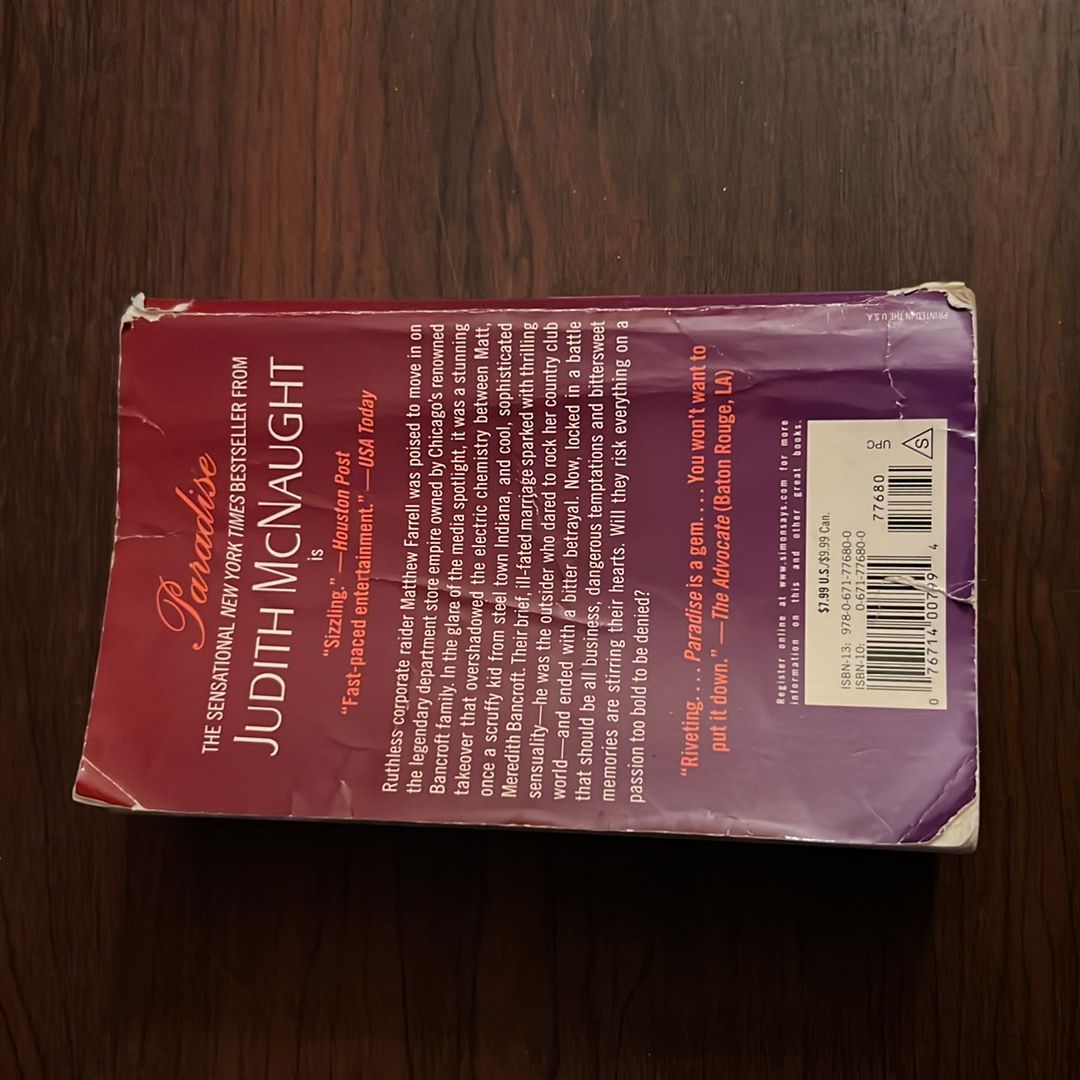 Paradise
THE SENSATIONAL NEW YORK TIMES BESTSELLER FROM
JUDITH MCNAUGHT
is
“Sizzling.” —Houston Post
“Fast-paced entertainment.” —USA Today
Ruthless corporate raider Matthew Farrell was poised to move in on
the legendary department store empire owned by Chicago's renowned
Bancroft family. In the glare of the media spotlight, it was a stunning
takeover that overshadowed the electric chemistry between Matt,
once a scruffy kid from steel town Indiana, and cool, sophisticated
Meredith Bancroft. Their brief, ill-fated marriage sparked with thrilling
sensuality—he was the outsider who dared to rock her country club
world—and ended with a bitter betrayal. Now, locked in a battle
that should be all business, dangerous temptations and bittersweet
memories are stirring their hearts. Will they risk everything on a
passion too bold to be denied?
“Riveting. . . . Paradise is a gem. . . . You won't want to
put it down.” —The Advocate (Baton Rouge, LA)
Register online at www.simonsays.com for more
information on this and other great books.
$7.99 U.S./$9.99 Can.
ISBN-13: 978-0-671-77680-0
ISBN-10: 0-671-77680-0
77680
UPC
S
0 76714 00799 4
PRINTED IN THE U.S.A.